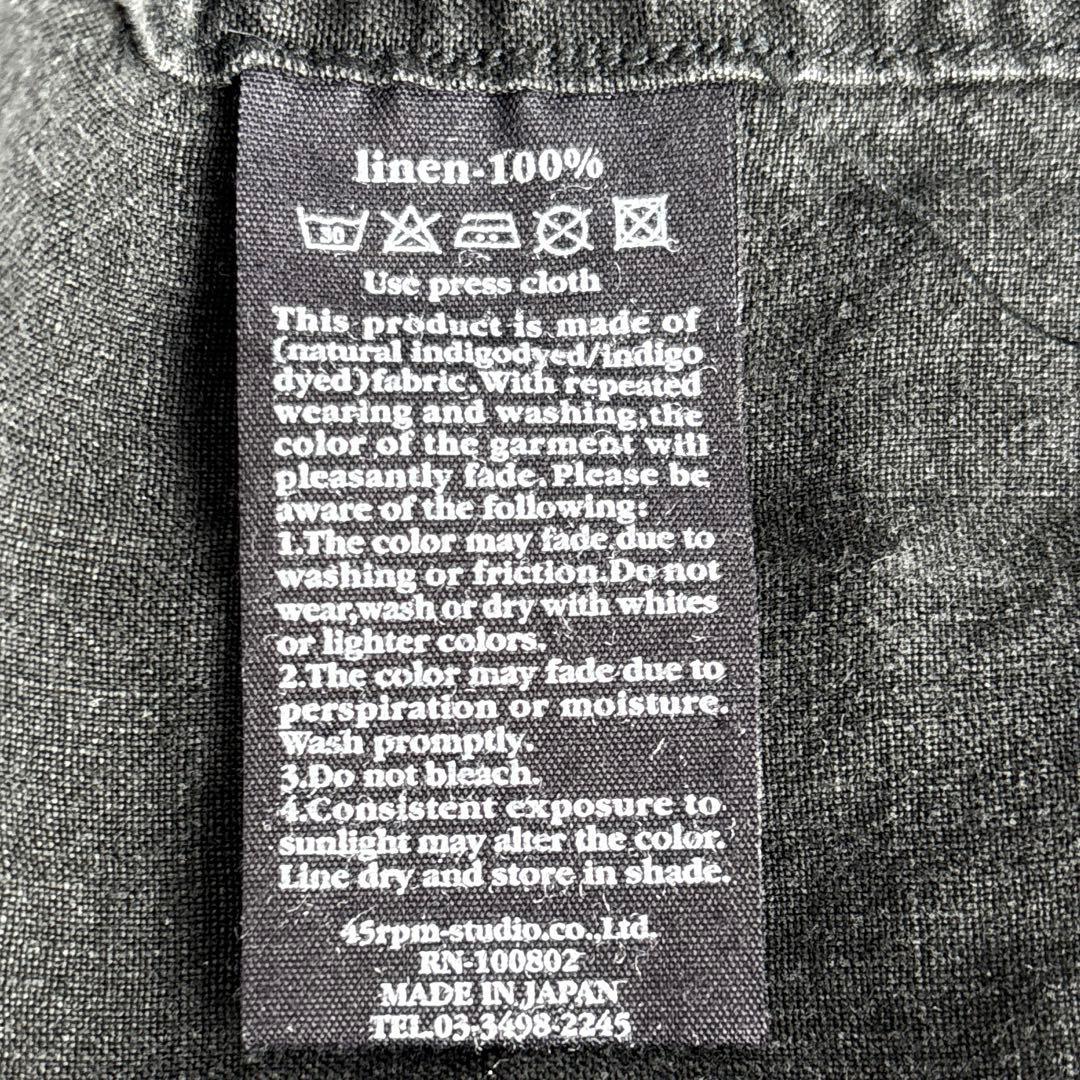 linen-100%
30
Use press cloth
This product is made of
(natural indigodyed/indigo
dyed)fabric.With repeated
wearing and washing,the
color of the garment will
pleasantly fade.Please be
aware of the following:
1.The color may fade due to
washing or friction.Do not
wear,wash or dry with whites
or lighter colors.
2.The color may fade due to
perspiration or moisture.
Wash promptly.
3.Do not bleach.
4.Consistent exposure to
sunlight may alter the color.
Line dry and store in shade.
45rpm-studio.co.,Ltd.
RN-100802
MADE IN JAPAN
TEL.03-3498-2245